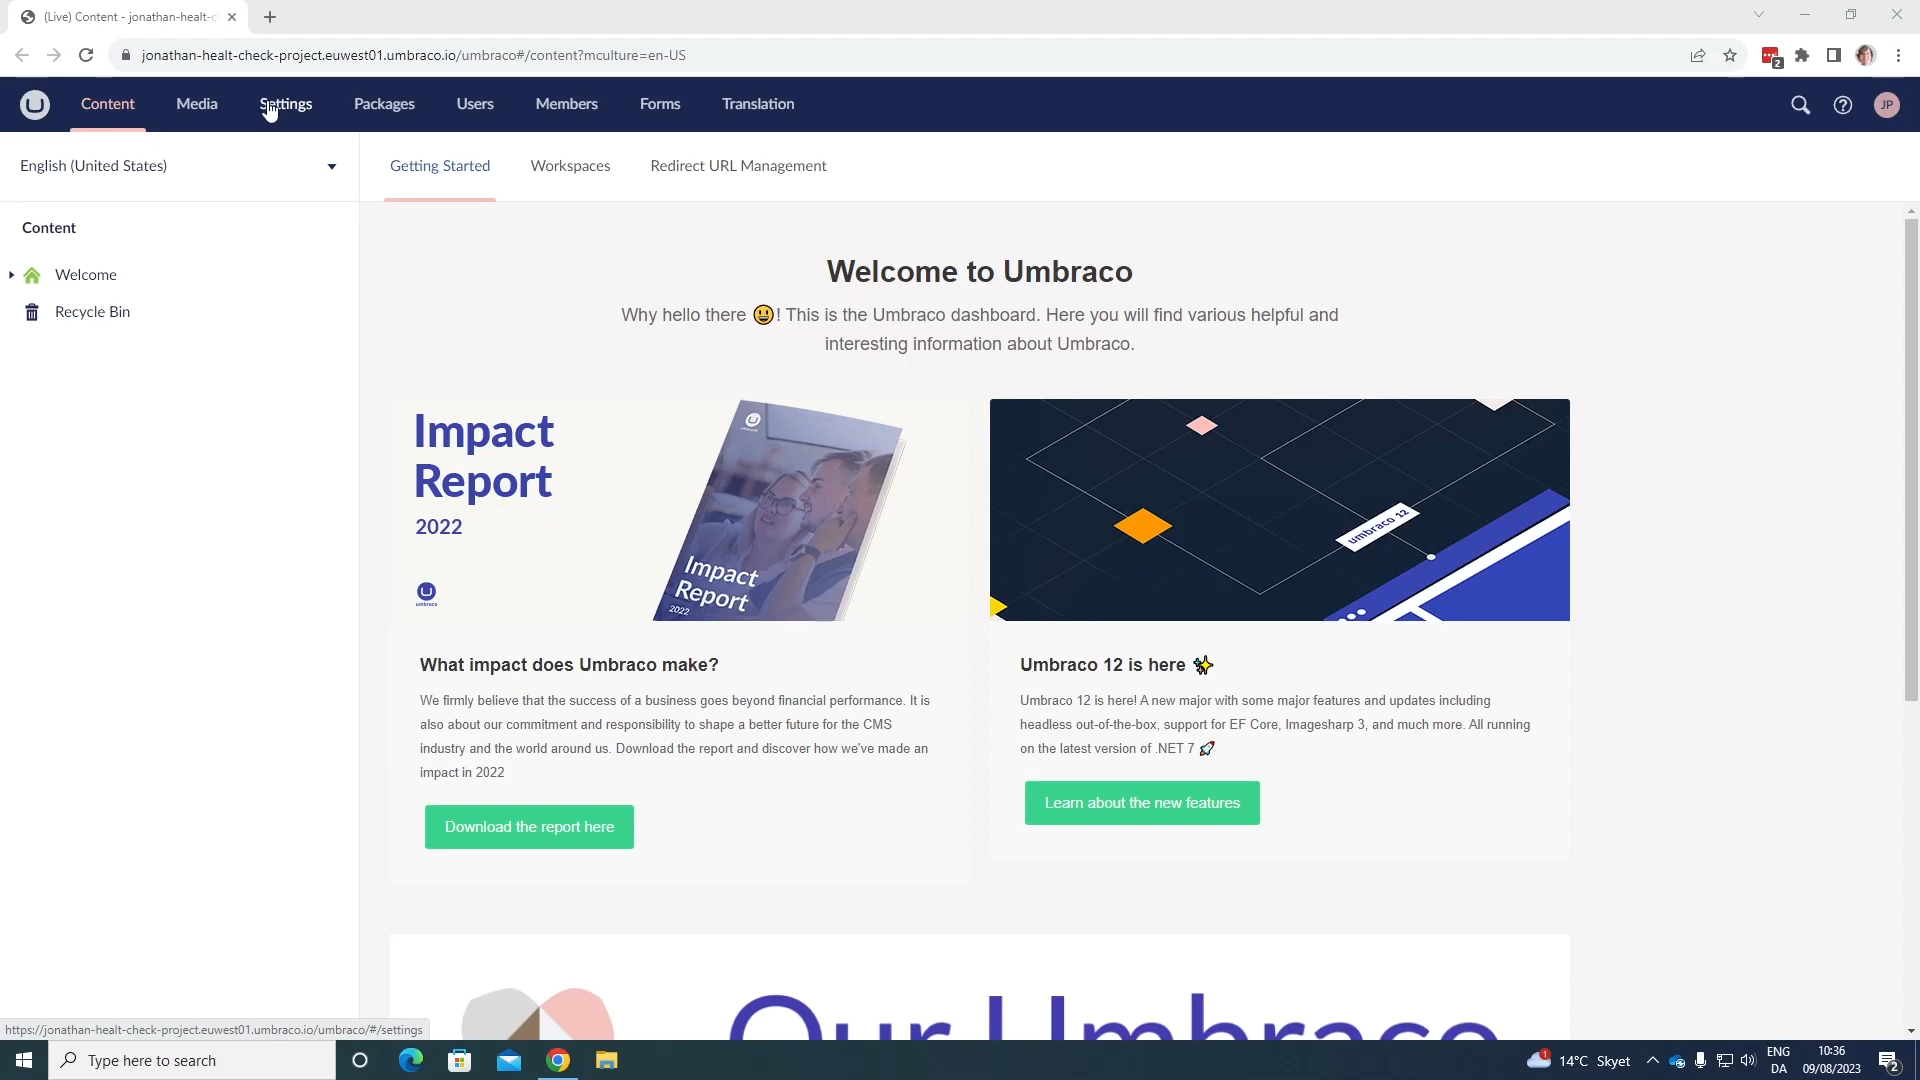 (Live) Content - jonathan-healt-c
jonathan-healt-check-project.euwest01.umbraco.io/umbraco#/content?mculture=en-US
2
Content
Media
Settings
Packages
Users
Members
Forms
Translation
JP
English (United States)
Getting Started
Workspaces
Redirect URL Management
Content
Welcome
Recycle Bin
Welcome to Umbraco
Why hello there 😃! This is the Umbraco dashboard. Here you will find various helpful and
interesting information about Umbraco.
Impact
Report
2022
umbraco
Impact
Report
2022
umbraco 12
What impact does Umbraco make?
We firmly believe that the success of a business goes beyond financial performance. It is
also about our commitment and responsibility to shape a better future for the CMS
industry and the world around us. Download the report and discover how we've made an
impact in 2022
Download the report here
Umbraco 12 is here ✨
Umbraco 12 is here! A new major with some major features and updates including
headless out-of-the-box, support for EF Core, Imagesharp 3, and much more. All running
on the latest version of .NET 7 🚀
Learn about the new features
Our Umbraco
https://jonathan-healt-check-project.euwest01.umbraco.io/umbraco/#/settings
Type here to search
1
14°C Skyet
ENG
DA
10:36
09/08/2023
2